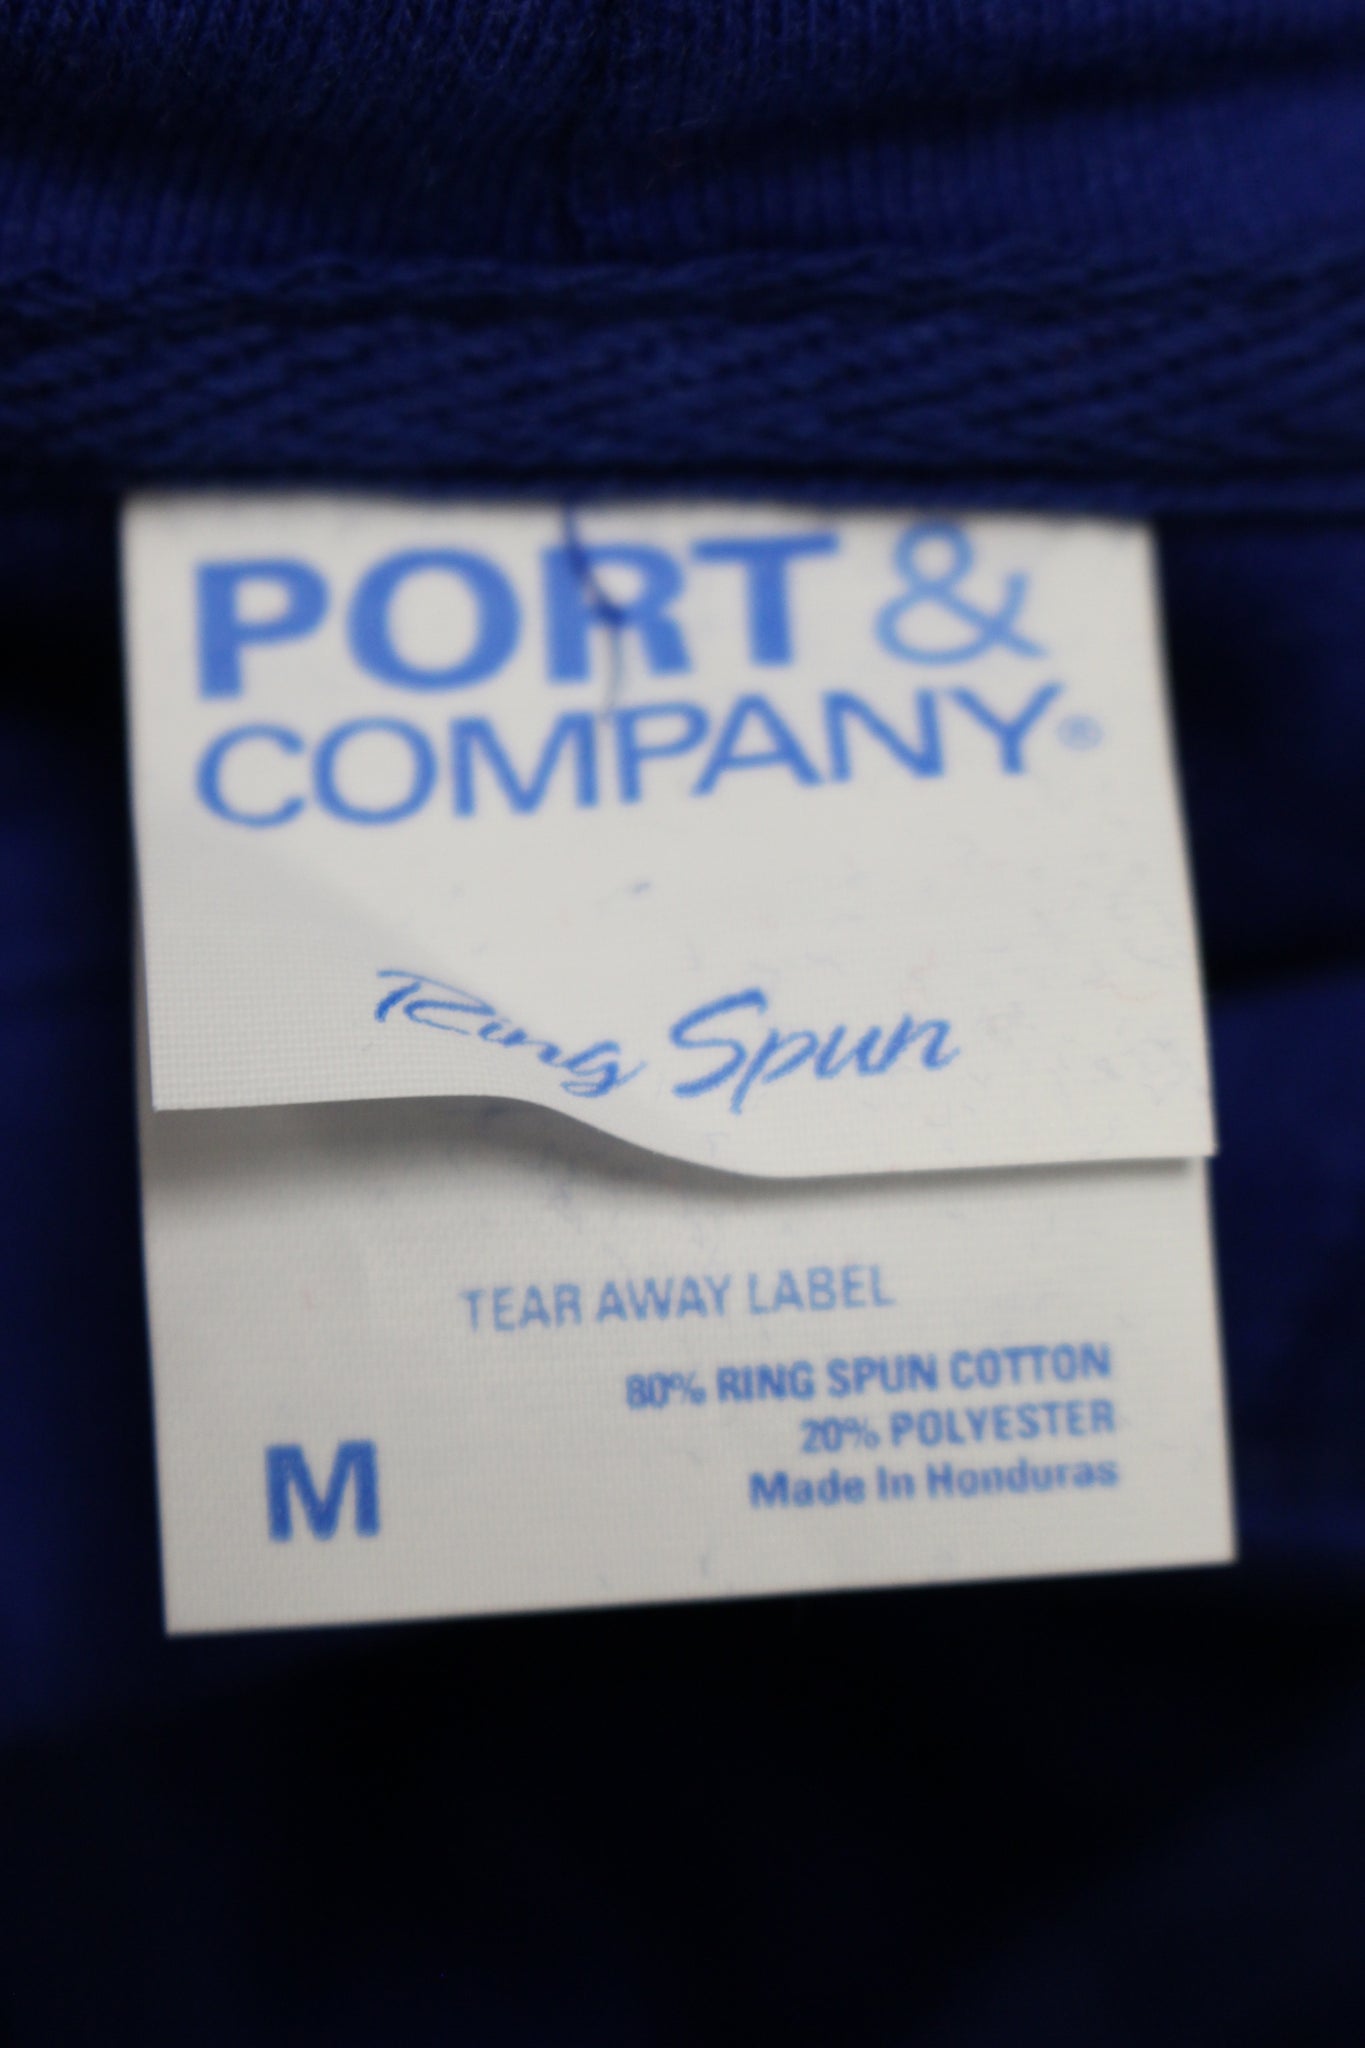 PORT &
COMPANY®
Ring Spun
TEAR AWAY LABEL
80% RING SPUN COTTON
20% POLYESTER
Made In Honduras
M